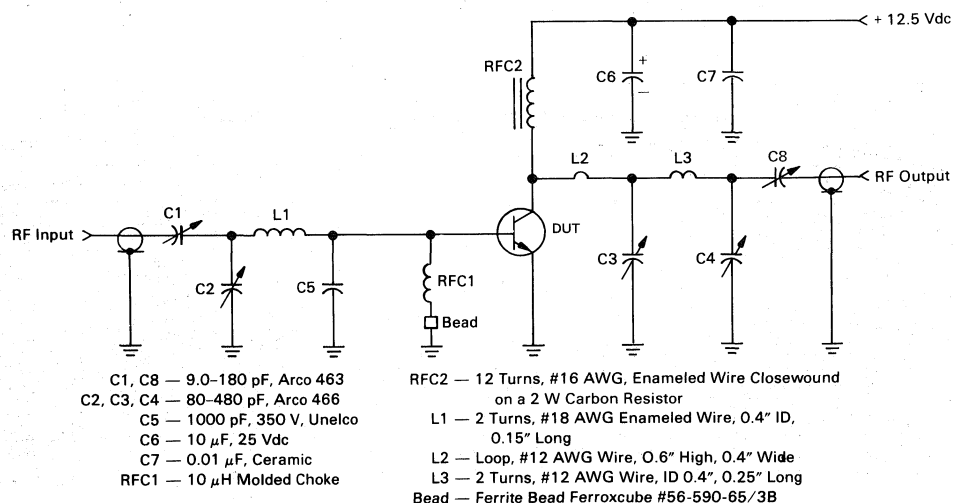 + 12.5 Vdc
RFC2
C6
+
—
C7
L2
L3
C8
RF Output
C1
L1
RF Input
DUT
C2
C5
RFC1
Bead
C3
C4
C1, C8 — 9.0–180 pF, Arco 463
C2, C3, C4 — 80–480 pF, Arco 466
C5 — 1000 pF, 350 V, Unelco
C6 — 10 μF, 25 Vdc
C7 — 0.01 μF, Ceramic
RFC1 — 10 μH Molded Choke
RFC2 — 12 Turns, #16 AWG, Enameled Wire Closewound
on a 2 W Carbon Resistor
L1 — 2 Turns, #18 AWG Enameled Wire, 0.4″ ID,
0.15″ Long
L2 — Loop, #12 AWG Wire, 0.6″ High, 0.4″ Wide
L3 — 2 Turns, #12 AWG Wire, ID 0.4″, 0.25″ Long
Bead — Ferrite Bead Ferroxcube #56-590-65/3B